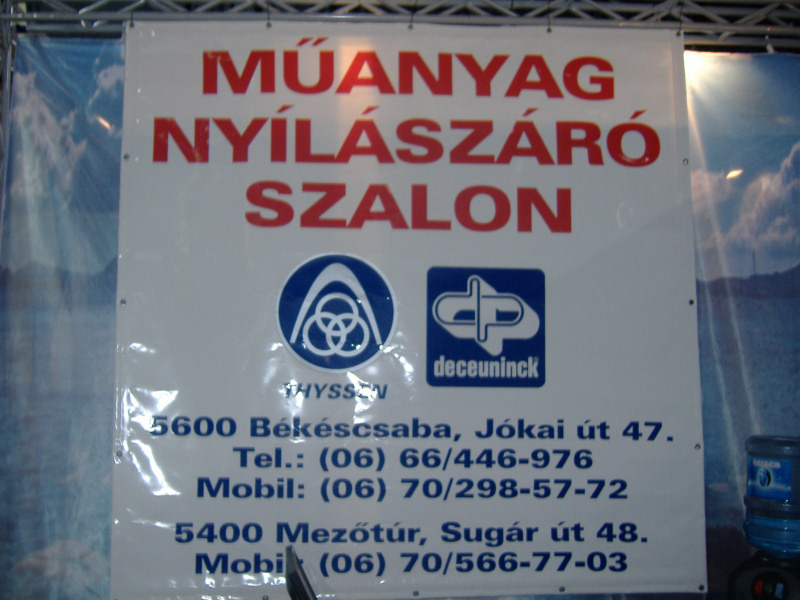 MŰANYAG
NYÍLÁSZÁRÓ
SZALON
THYSSEN
deceuninck
5600 Békéscsaba, Jókai út 47.
Tel.: (06) 66/446-976
Mobil: (06) 70/298-57-72
5400 Mezőtúr, Sugár út 48.
Mobil: (06) 70/566-77-03